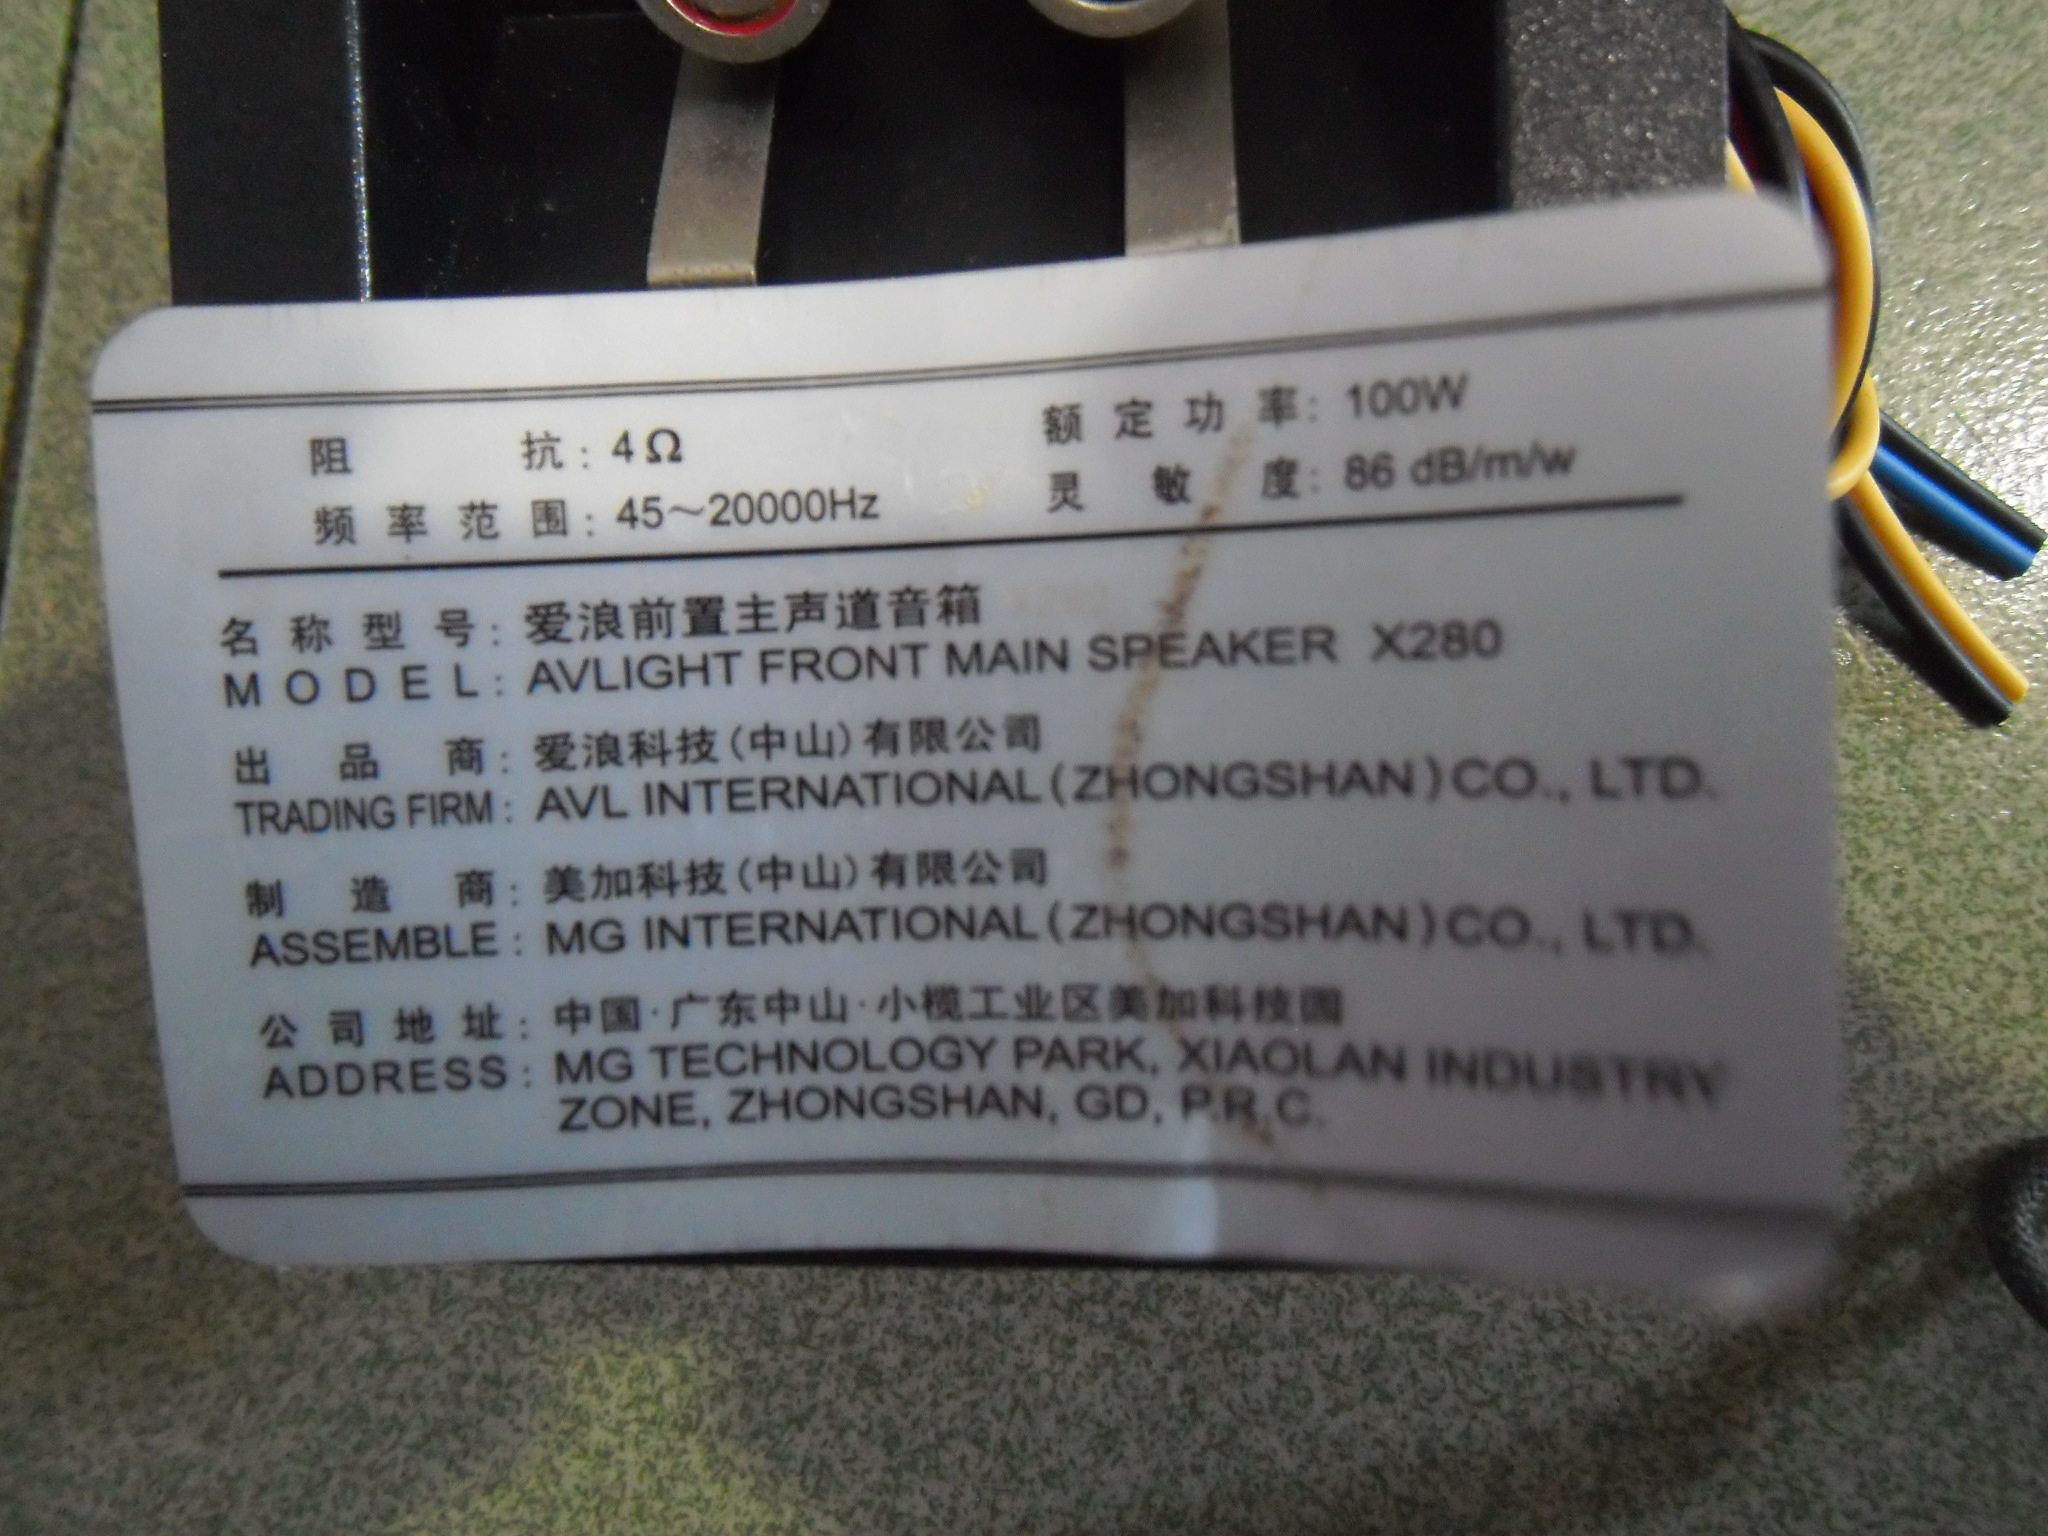 阻 抗: 4Ω 额定功率: 100W
频率范围: 45~20000Hz 灵敏度: 86 dB/m/w
名称型号: 爱浪前置主声道音箱
MODEL: AVLIGHT FRONT MAIN SPEAKER X280
出品商: 爱浪科技(中山)有限公司
TRADING FIRM: AVL INTERNATIONAL(ZHONGSHAN)CO., LTD.
制造商: 美加科技(中山)有限公司
ASSEMBLE: MG INTERNATIONAL(ZHONGSHAN)CO., LTD.
公司地址: 中国·广东中山·小榄工业区美加科技园
ADDRESS: MG TECHNOLOGY PARK, XIAOLAN INDUSTRY
ZONE, ZHONGSHAN, GD, P.R.C.